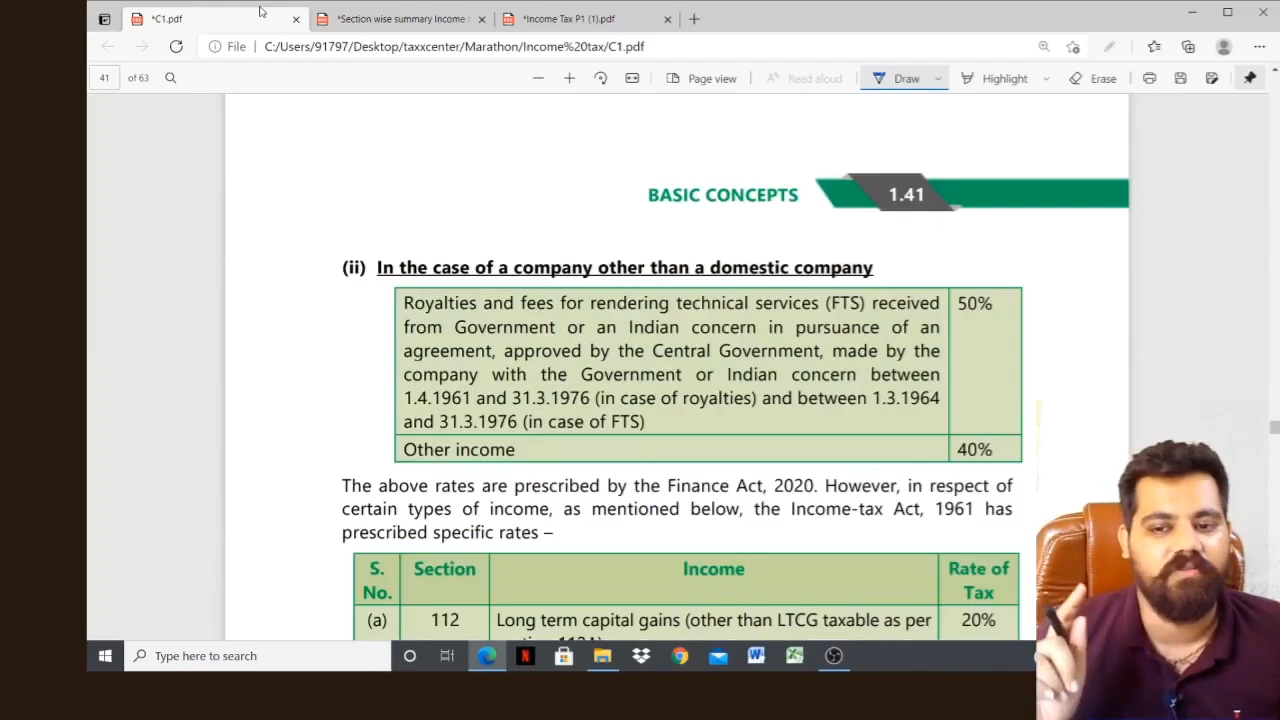 *C1.pdf
*Section wise summary Income
*Income Tax P1 (1).pdf
File
C:/Users/91797/Desktop/taxxcenter/Marathon/Income%20tax/C1.pdf
41 of 63
Page view
Read aloud
Draw
Highlight
Erase
BASIC CONCEPTS 1.41
(ii) In the case of a company other than a domestic company
Royalties and fees for rendering technical services (FTS) received 50%
from Government or an Indian concern in pursuance of an
agreement, approved by the Central Government, made by the
company with the Government or Indian concern between
1.4.1961 and 31.3.1976 (in case of royalties) and between 1.3.1964
and 31.3.1976 (in case of FTS)
Other income 40%
The above rates are prescribed by the Finance Act, 2020. However, in respect of
certain types of income, as mentioned below, the Income-tax Act, 1961 has
prescribed specific rates –
S. No. Section Income Rate of Tax
(a) 112 Long term capital gains (other than LTCG taxable as per 20%
Type here to search